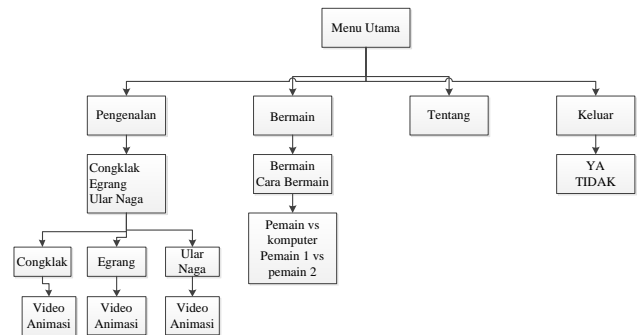 Menu Utama
Pengenalan
Bermain
Tentang
Keluar
Congklak
Egrang
Ular Naga
Bermain
Cara Bermain
YA
TIDAK
Pemain vs
komputer
Pemain 1 vs
pemain 2
Congklak
Egrang
Ular
Naga
Video
Animasi
Video
Animasi
Video
Animasi